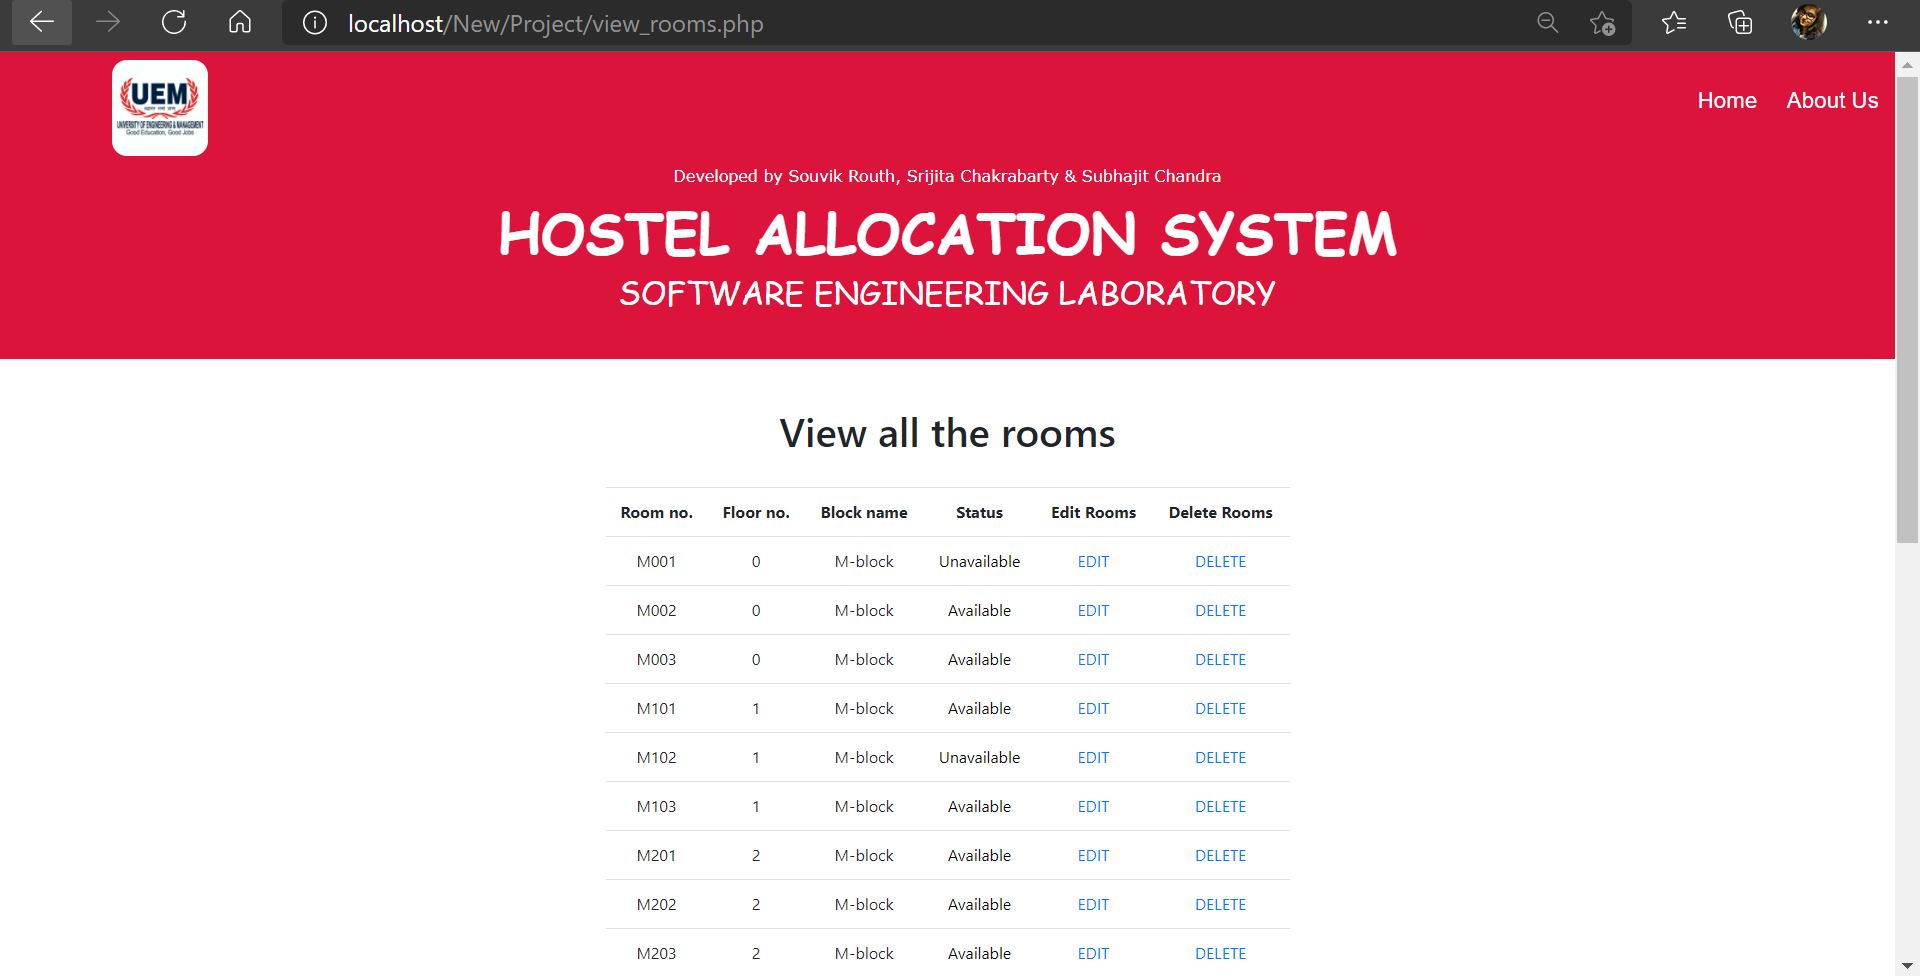 localhost/New/Project/view_rooms.php
UEM
UNIVERSITY OF ENGINEERING & MANAGEMENT
Good Education, Good Jobs
Home About Us
Developed by Souvik Routh, Srijita Chakrabarty & Subhajit Chandra
HOSTEL ALLOCATION SYSTEM
SOFTWARE ENGINEERING LABORATORY
View all the rooms
Room no. Floor no. Block name Status Edit Rooms Delete Rooms
M001 0 M-block Unavailable EDIT DELETE
M002 0 M-block Available EDIT DELETE
M003 0 M-block Available EDIT DELETE
M101 1 M-block Available EDIT DELETE
M102 1 M-block Unavailable EDIT DELETE
M103 1 M-block Available EDIT DELETE
M201 2 M-block Available EDIT DELETE
M202 2 M-block Available EDIT DELETE
M203 2 M-block Available EDIT DELETE